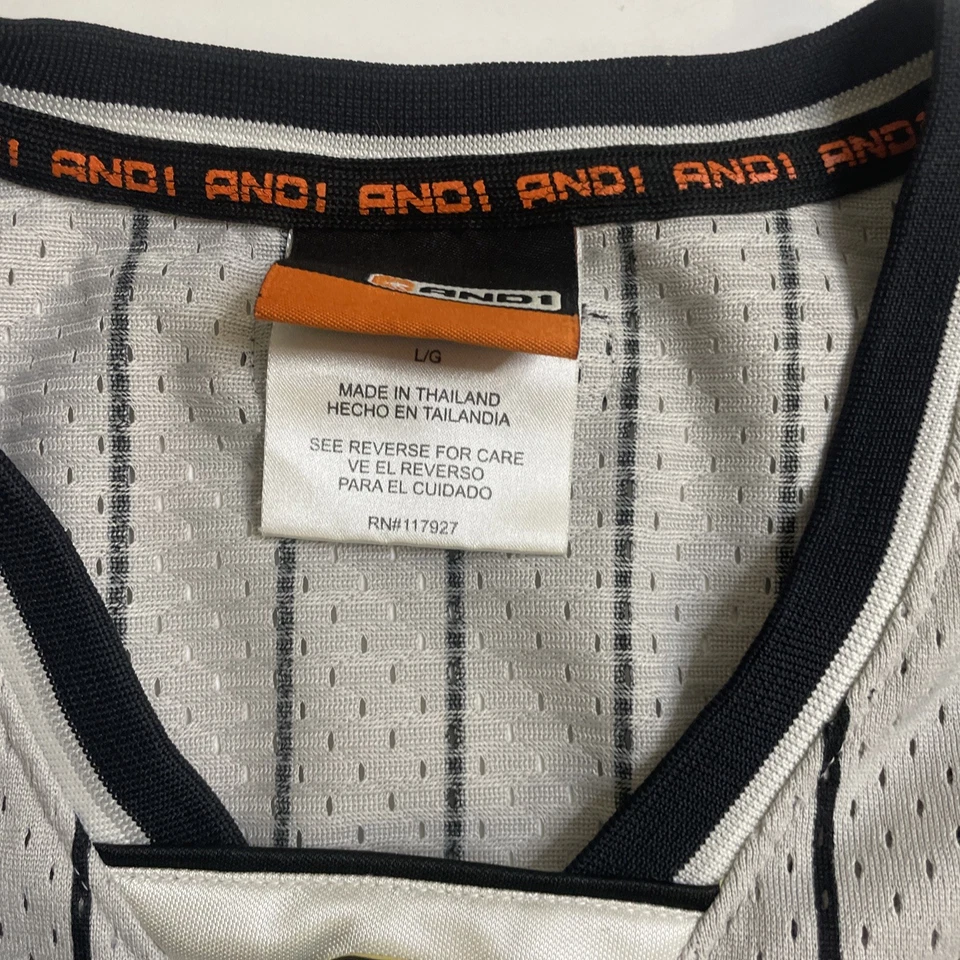 ! AND1 AND1 AND1 AND1 AND1 AND
AND1
L/G
MADE IN THAILAND
HECHO EN TAILANDIA
SEE REVERSE FOR CARE
VE EL REVERSO
PARA EL CUIDADO
RN#117927